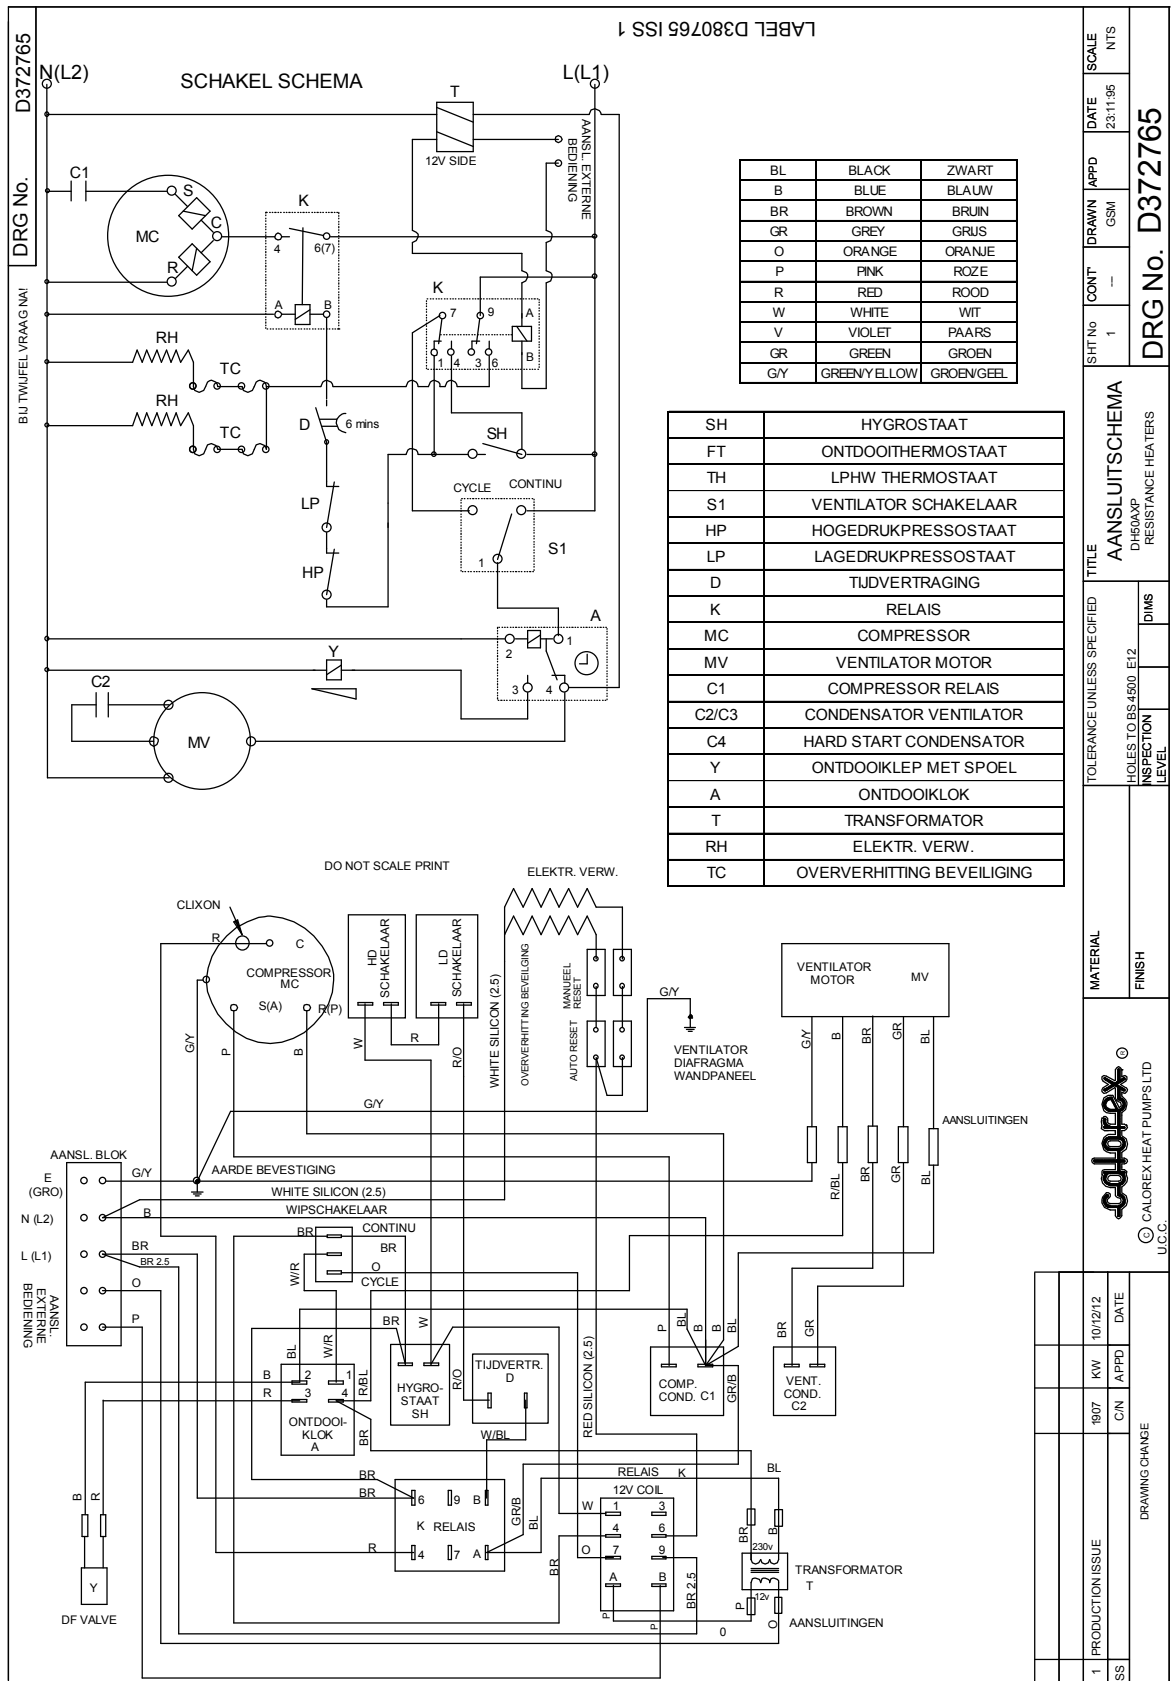 LABEL D380765 ISS 1
DRG No. D372765
BIJ TWIJFEL VRAAG NA!
N(L2)
SCHAKEL SCHEMA
L(L1)
T
12V SIDE
AANSL. EXTERNE
BEDIENING
C1
S
MC
C
R
K
4
6(7)
A
B
K
7
9
A
B
1
4
3
6
RH
TC
RH
TC
D
6 mins
SH
LP
CYCLE
CONTINU
1
S1
HP
A
2
1
3
4
Y
C2
MV
BL BLACK ZWART
B BLUE BLAUW
BR BROWN BRUIN
GR GREY GRIJS
O ORANGE ORANJE
P PINK ROZE
R RED ROOD
W WHITE WIT
V VIOLET PAARS
GR GREEN GROEN
G/Y GREEN/YELLOW GROEN/GEEL
SH HYGROSTAAT
FT ONTDOOITHERMOSTAAT
TH LPHW THERMOSTAAT
S1 VENTILATOR SCHAKELAAR
HP HOGEDRUKPRESSOSTAAT
LP LAGEDRUKPRESSOSTAAT
D TIJDVERTRAGING
K RELAIS
MC COMPRESSOR
MV VENTILATOR MOTOR
C1 COMPRESSOR RELAIS
C2/C3 CONDENSATOR VENTILATOR
C4 HARD START CONDENSATOR
Y ONTDOOIKLEP MET SPOEL
A ONTDOOIKLOK
T TRANSFORMATOR
RH ELEKTR. VERW.
TC OVERVERHITTING BEVEILIGING
DO NOT SCALE PRINT
ELEKTR. VERW.
CLIXON
R
C
COMPRESSOR
MC
S(A)
R(P)
HD
SCHAKELAAR
LD
SCHAKELAAR
W
R
R/O
WHITE SILICON (2.5)
OVERVERHITTING BEVEILGING
MANUEEL
RESET
AUTO RESET
G/Y
VENTILATOR
DIAFRAGMA
WANDPANEEL
VENTILATOR
MOTOR
MV
G/Y
B
BR
GR
BL
AANSLUITINGEN
R/BL
BR
GR
BL
G/Y
P
B
G/Y
AANSL. BLOK
E
(GRO)
N (L2)
L (L1)
AANSL.
EXTERNE
BEDIENING
G/Y
AARDE BEVESTIGING
WHITE SILICON (2.5)
B
WIPSCHAKELAAR
BR
BR 2.5
O
P
BR
CONTINU
BR
O
CYCLE
W/R
BL
W/R
BR
W
B
R
2
1
3
4
ONTDOOI-
KLOK
A
R/BL
BR
HYGRO-
STAAT
SH
R/O
TIJDVERTR.
D
W/BL
RED SILICON (2.5)
P
BL
B
B
BL
COMP.
COND. C1
GR/B
BR
GR
VENT.
COND.
C2
BR
BR
6
9
B
K RELAIS
4
7
A
R
GR/B
BL
RELAIS K
12V COIL
W
1
3
4
6
O
7
9
A
B
BR
P
P
BR 2.5
BL
BR
B
230v
12v
TRANSFORMATOR
T
P
O
AANSLUITINGEN
0
B
R
Y
DF VALVE
SCALE
NTS
DATE
23:11:95
APPD
DRAWN
GSM
CONT'
---
SHT No
1
DRG No. D372765
TITLE
AANSLUITSCHEMA
DH50AXP
RESISTANCE HEATERS
TOLERANCE UNLESS SPECIFIED
HOLES TO BS 4500 E12
DIMS
INSPECTION
LEVEL
MATERIAL
FINISH
calorex ®
© CALOREX HEAT PUMPS LTD
U.C.C.
1 PRODUCTION ISSUE 1907 KW 10/12/12
SS C/N APPD DATE
DRAWING CHANGE